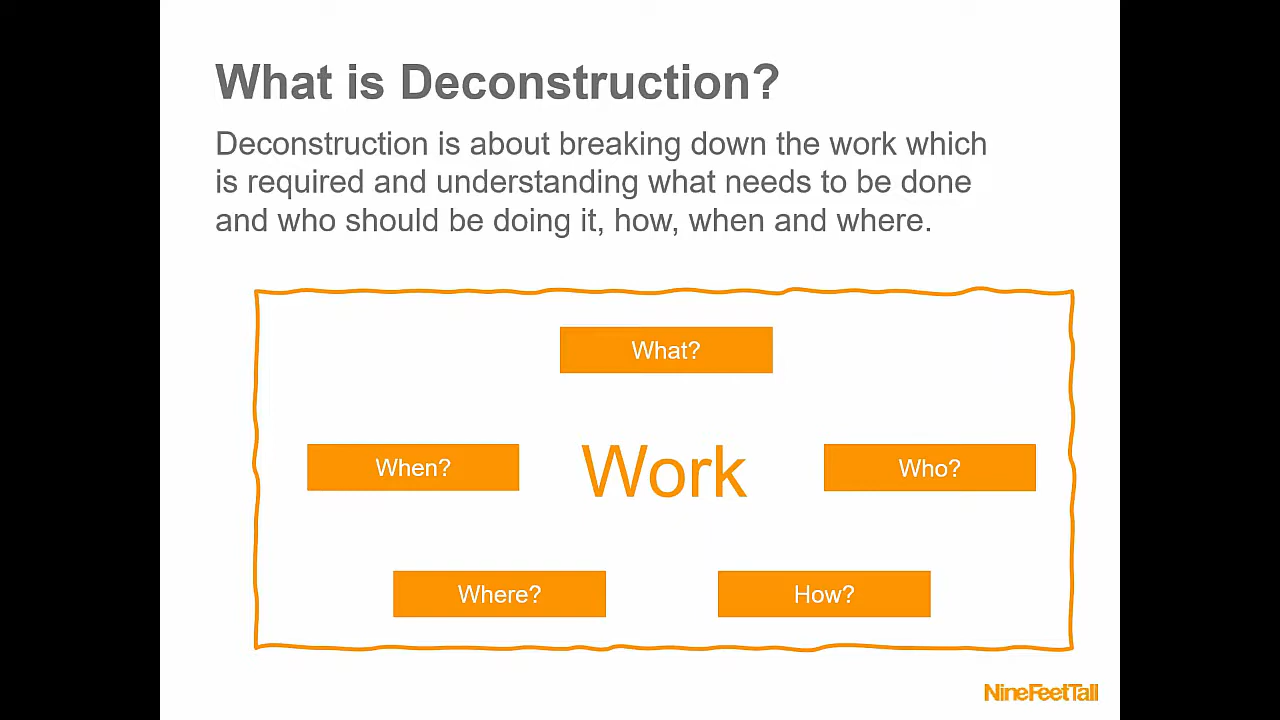 What is Deconstruction?
Deconstruction is about breaking down the work which
is required and understanding what needs to be done
and who should be doing it, how, when and where.
What?
When?
Work
Who?
Where?
How?
NineFeetTall